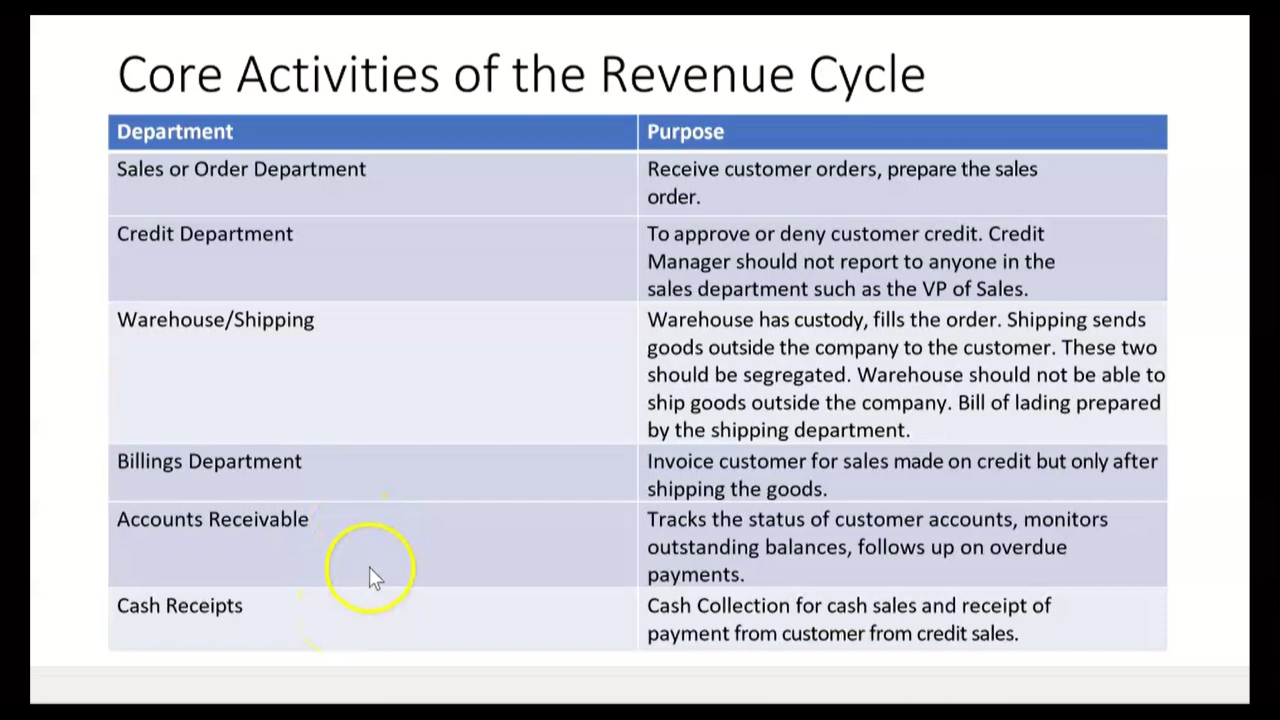 Core Activities of the Revenue Cycle
Department
Purpose
Sales or Order Department
Receive customer orders, prepare the sales
order.
Credit Department
To approve or deny customer credit. Credit
Manager should not report to anyone in the
sales department such as the VP of Sales.
Warehouse/Shipping
Warehouse has custody, fills the order. Shipping sends
goods outside the company to the customer. These two
should be segregated. Warehouse should not be able to
ship goods outside the company. Bill of lading prepared
by the shipping department.
Billings Department
Invoice customer for sales made on credit but only after
shipping the goods.
Accounts Receivable
Tracks the status of customer accounts, monitors
outstanding balances, follows up on overdue
payments.
Cash Receipts
Cash Collection for cash sales and receipt of
payment from customer from credit sales.